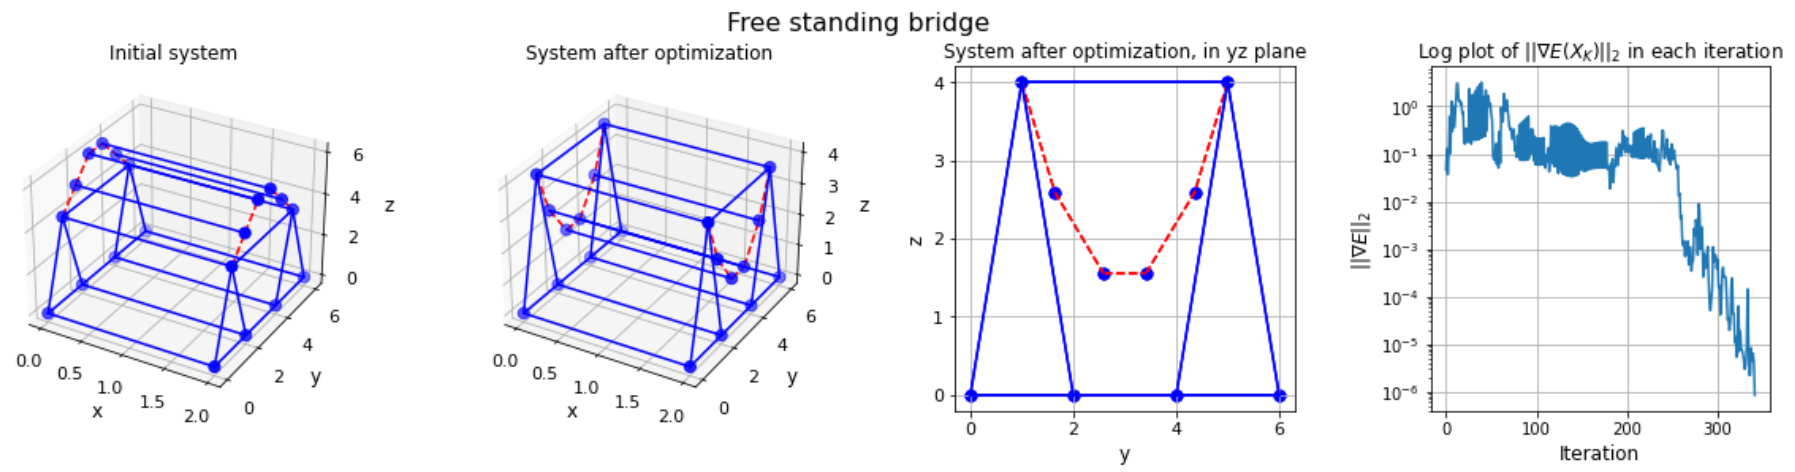 Free standing bridge
Initial system
6
4
2
0
z
0.0
0.5
1.0
1.5
2.0
x
0
2
4
6
y
System after optimization
4
3
2
1
0
z
0.0
0.5
1.0
1.5
2.0
x
0
2
4
6
y
System after optimization, in yz plane
4
3
2
1
0
z
0 2 4 6
y
Log plot of ||∇E(X_K)||₂ in each iteration
10⁰
10⁻¹
10⁻²
10⁻³
10⁻⁴
10⁻⁵
10⁻⁶
||∇E||₂
0 100 200 300
Iteration